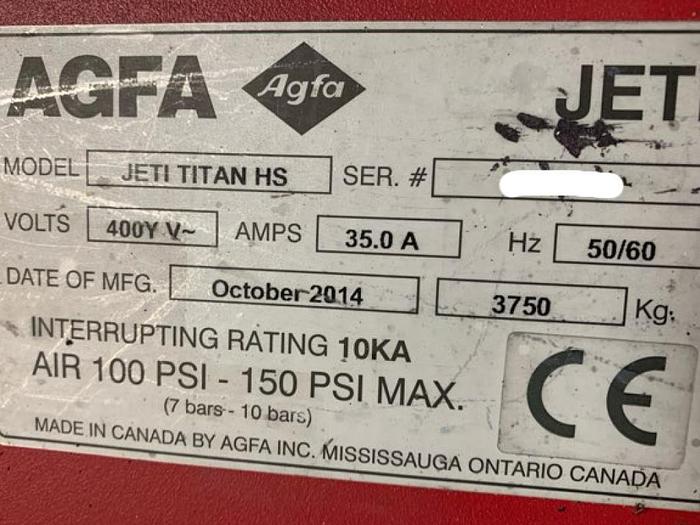 AGFA Agfa JETI
MODEL JETI TITAN HS SER. #
VOLTS 400Y V~ AMPS 35.0 A Hz 50/60
DATE OF MFG. October 2014 3750 Kg.
INTERRUPTING RATING 10KA
AIR 100 PSI - 150 PSI MAX.
(7 bars - 10 bars)
CE
MADE IN CANADA BY AGFA INC. MISSISSAUGA ONTARIO CANADA